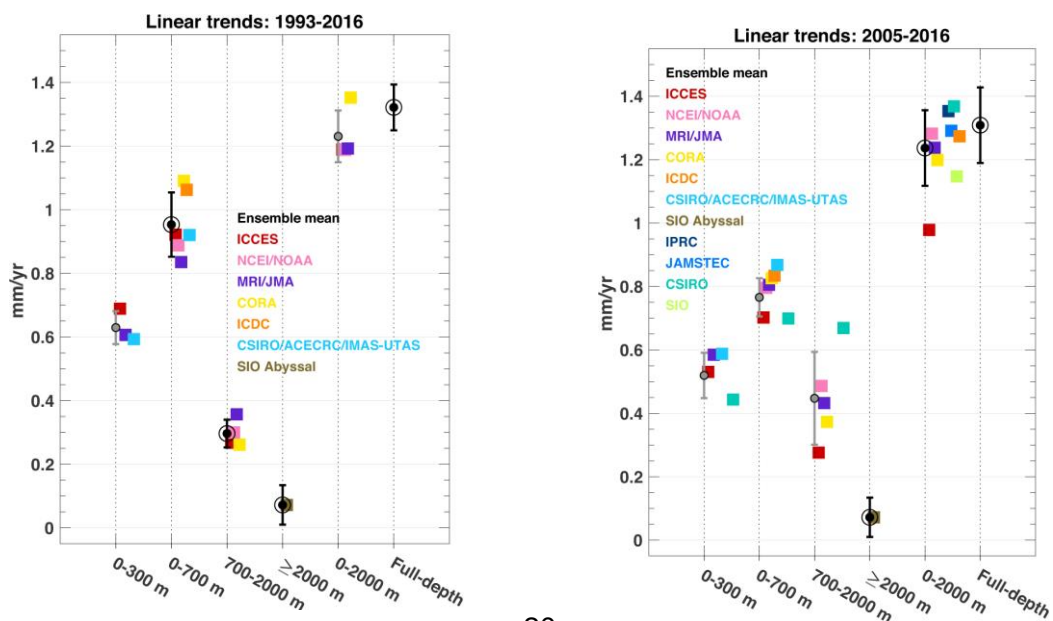 Linear trends: 1993-2016
mm/yr
1.4
1.2
1
0.8
0.6
0.4
0.2
0
Ensemble mean
ICCES
NCEI/NOAA
MRI/JMA
CORA
ICDC
CSIRO/ACECRC/IMAS-UTAS
SIO Abyssal
0-300 m
0-700 m
700-2000 m
≥2000 m
0-2000 m
Full-depth
Linear trends: 2005-2016
mm/yr
1.4
1.2
1
0.8
0.6
0.4
0.2
0
Ensemble mean
ICCES
NCEI/NOAA
MRI/JMA
CORA
ICDC
CSIRO/ACECRC/IMAS-UTAS
SIO Abyssal
IPRC
JAMSTEC
CSIRO
SIO
0-300 m
0-700 m
700-2000 m
≥2000 m
0-2000 m
Full-depth